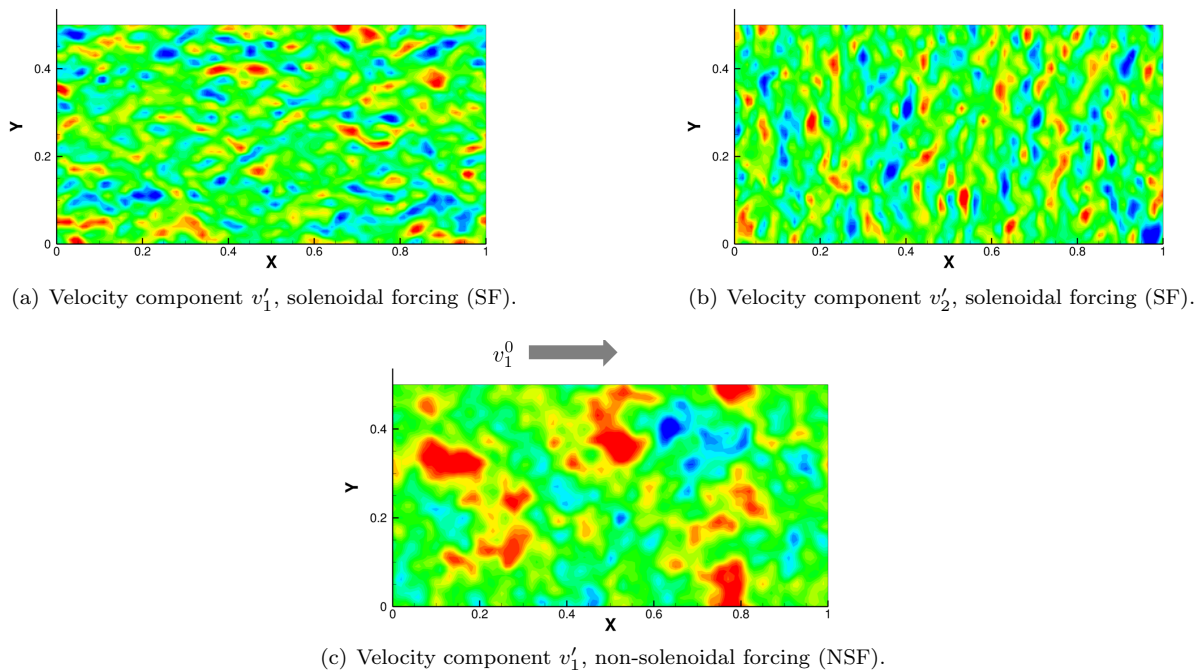 Y
0.4
0.2
0
0
0.2
0.4
0.6
0.8
1
X
(a) Velocity component v′₁, solenoidal forcing (SF).
Y
0.4
0.2
0
0
0.2
0.4
0.6
0.8
1
X
(b) Velocity component v′₂, solenoidal forcing (SF).
v₁⁰
Y
0.4
0.2
0
0
0.2
0.4
0.6
0.8
1
X
(c) Velocity component v′₁, non-solenoidal forcing (NSF).